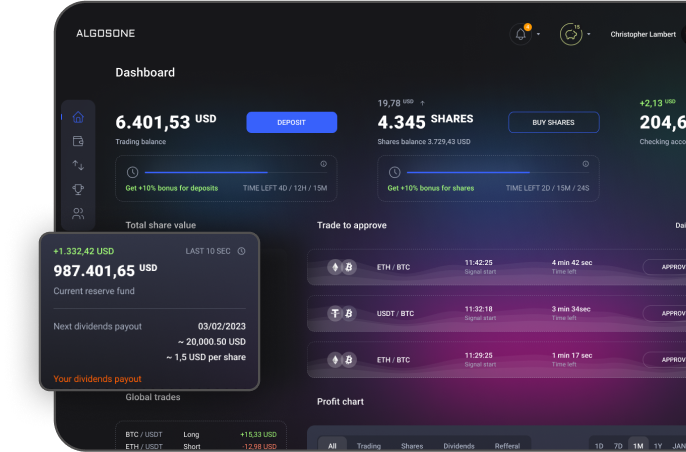 ALGOSONE
4
15
Christopher Lambert
Dashboard
6.401,53 USD
DEPOSIT
Trading balance
Get +10% bonus for deposits
TIME LEFT 4D / 12H / 15M
19,78 USD ↑
4.345 SHARES
BUY SHARES
Shares balance 3.729,43 USD
Get +10% bonus for shares
TIME LEFT 2D / 15M / 24S
+2,13 USD
204,6
Checking acco
Total share value
Trade to approve
Dai
+1.332,42 USD
LAST 10 SEC
987.401,65 USD
Current reserve fund
Next dividends payout
03/02/2023
~ 20,000.50 USD
~ 1,5 USD per share
Your dividends payout
ETH / BTC
11:42:25
Signal start
4 min 42 sec
Time left
APPROV
USDT / BTC
11:32:18
Signal start
3 min 34sec
Time left
APPROV
ETH / BTC
11:29:25
Signal start
1 min 17 sec
Time left
APPROV
Global trades
BTC / USDT Long +15,33 USD
ETH / USDT Short -12,98 USD
Profit chart
All Trading Shares Dividends Refferal
1D 7D 1M 1Y JAN